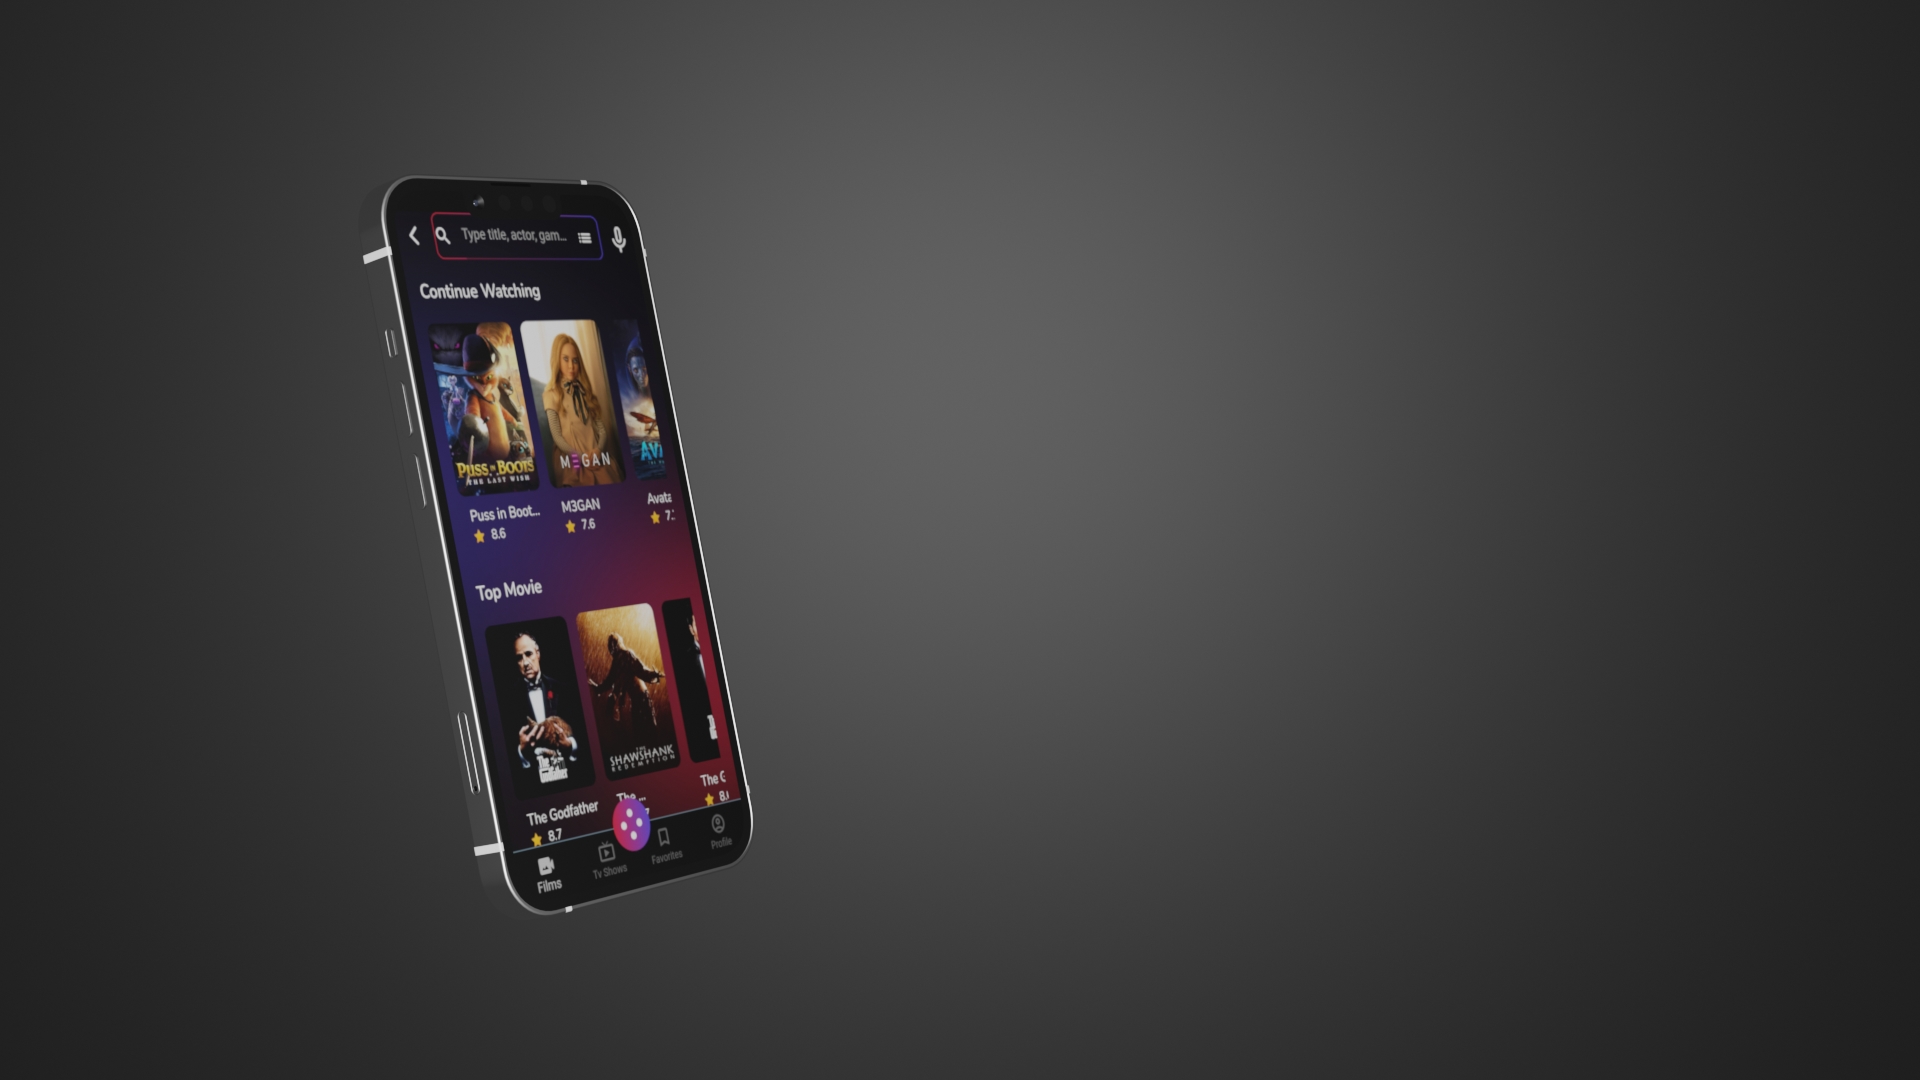 Type title, actor, gam...
Continue Watching
PUSS IN BOOTS
THE LAST WISH
M3GAN
AV
Puss in Boot...
M3GAN
Avata
8.6
7.6
7.
Top Movie
The Godfather
THE
SHAWSHANK
REDEMPTION
The Godfather
The ...
The G
8.7
7
8.
Films
Tv Shows
Favorites
Profile